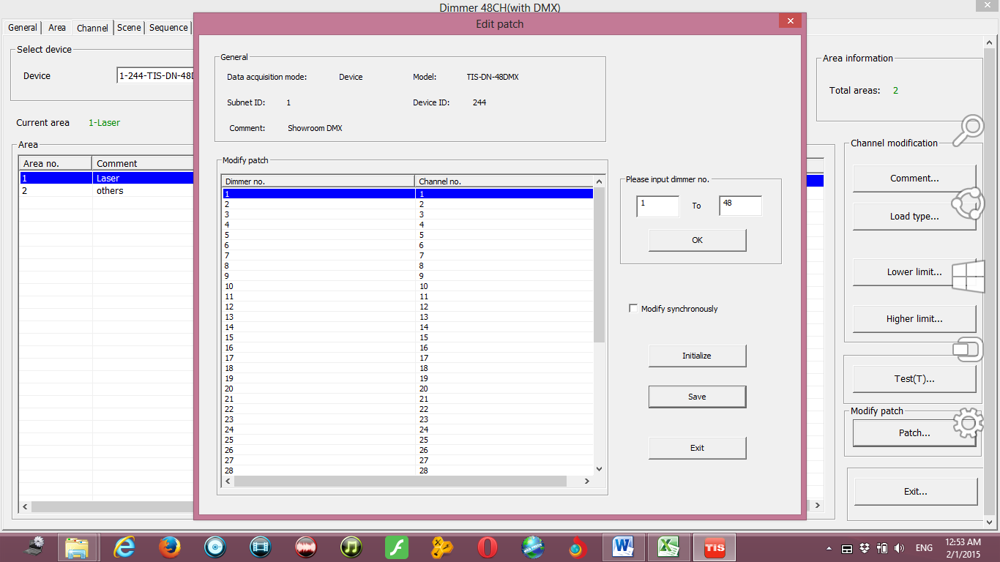 Dimmer 48CH(with DMX)
General Area Channel Scene Sequence
Edit patch
Select device
Device 1-244-TIS-DN-48D
Current area 1-Laser
Area
Area no. Comment
1 Laser
2 others
General
Data acquisition mode: Device Model: TIS-DN-48DMX
Subnet ID: 1 Device ID: 244
Comment: Showroom DMX
Modify patch
Dimmer no. Channel no.
1 1
2 2
3 3
4 4
5 5
6 6
7 7
8 8
9 9
10 10
11 11
12 12
13 13
14 14
15 15
16 16
17 17
18 18
19 19
20 20
21 21
22 22
23 23
24 24
25 25
26 26
27 27
28 28
Please input dimmer no.
1 To 48
OK
Modify synchronously
Initialize
Save
Exit
Area information
Total areas: 2
Channel modification
Comment...
Load type...
Lower limit...
Higher limit...
Test(T)...
Modify patch
Patch...
Exit...
TIS
ENG
12:53 AM
2/1/2015